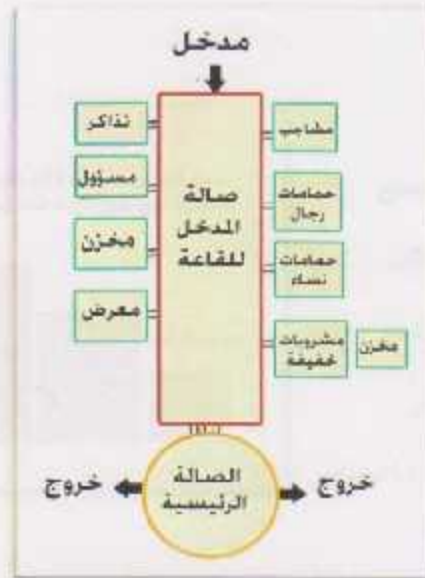 مدخل
مشاجب
تذاكر
حمامات
رجال
مسؤول
صالة
المدخل
للقاعة
حمامات
نساء
مخزن
معرض
مشروبات
خفيفة
مخزن
الصالة
الرئيسية
خروج
خروج